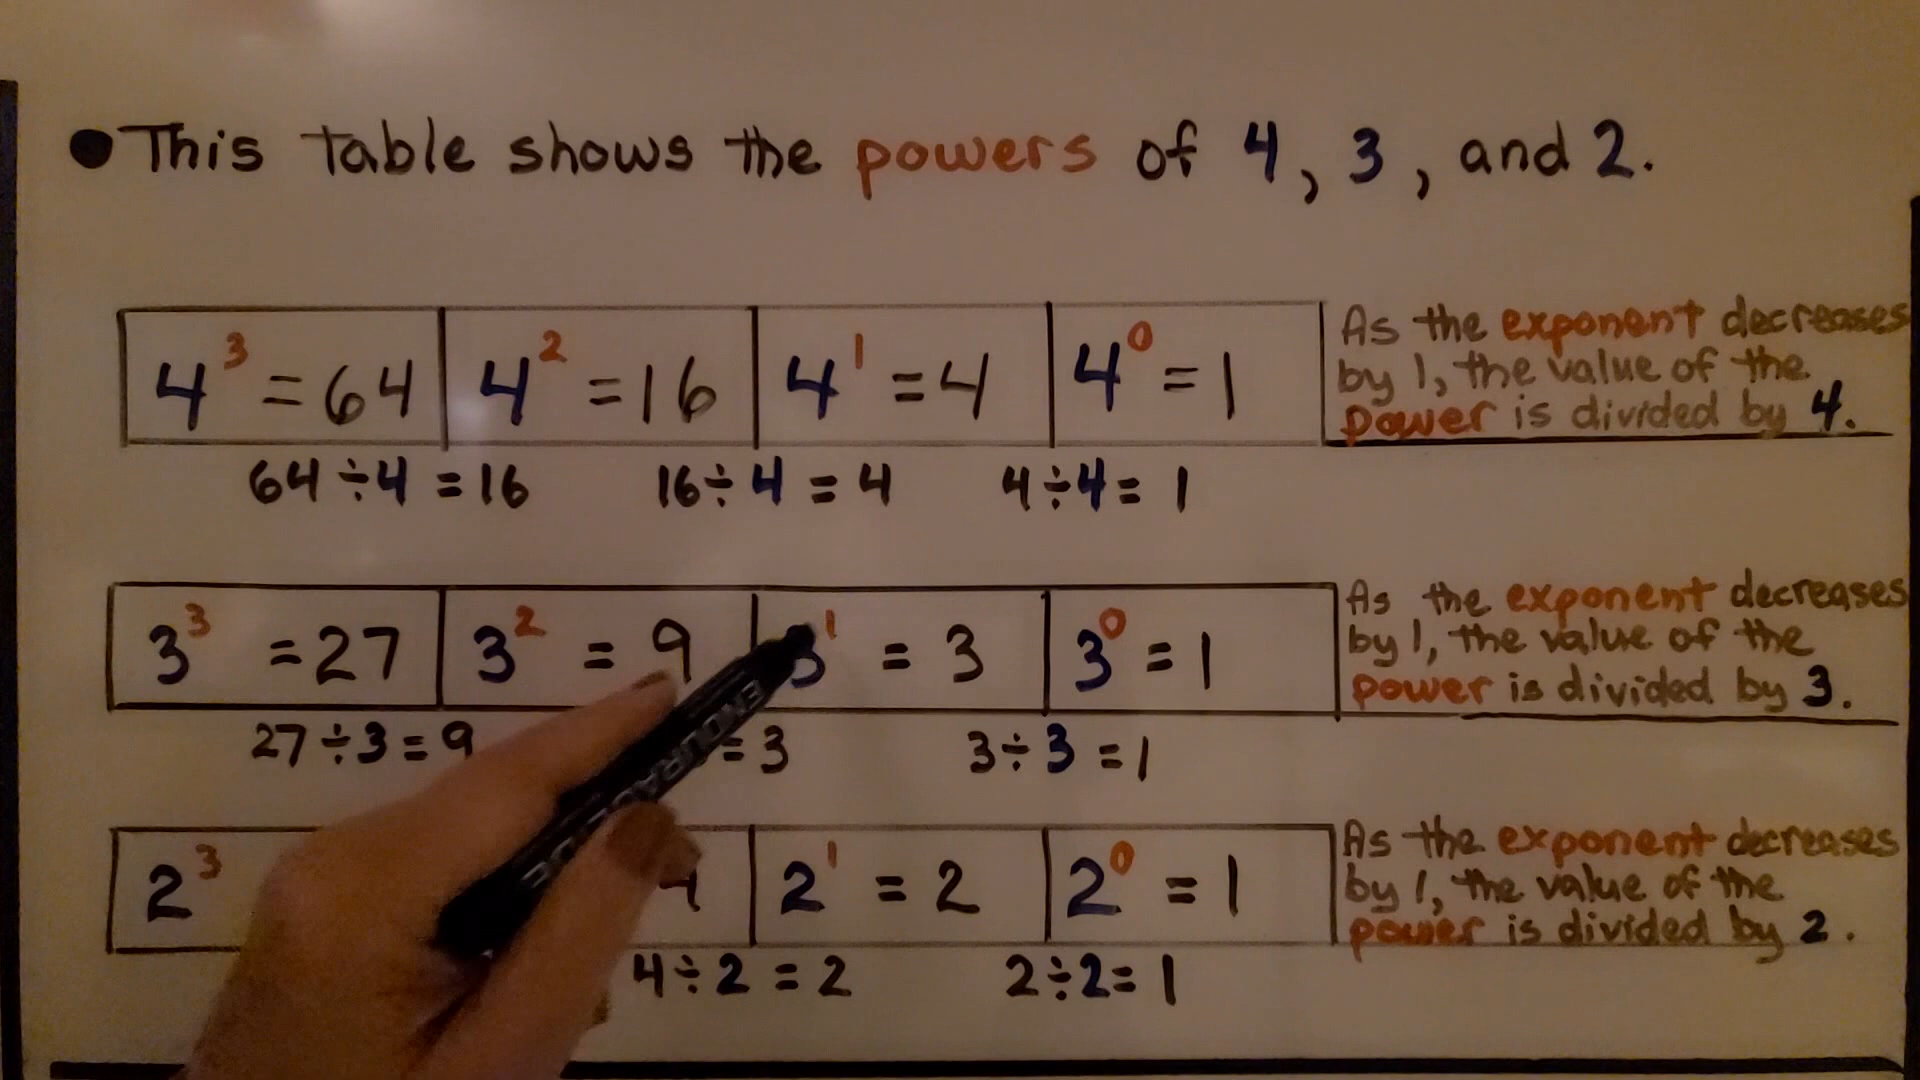 • This table shows the powers of 4, 3, and 2.
4³ = 64 4² = 16 4¹ = 4 4⁰ = 1
As the exponent decreases
by 1, the value of the
power is divided by 4.
64 ÷ 4 = 16 16 ÷ 4 = 4 4 ÷ 4 = 1
3³ = 27 3² = 9 3¹ = 3 3⁰ = 1
As the exponent decreases
by 1, the value of the
power is divided by 3.
27 ÷ 3 = 9 = 3 3 ÷ 3 = 1
2³ 2¹ = 2 2⁰ = 1
As the exponent decreases
by 1, the value of the
power is divided by 2.
4 ÷ 2 = 2 2 ÷ 2 = 1